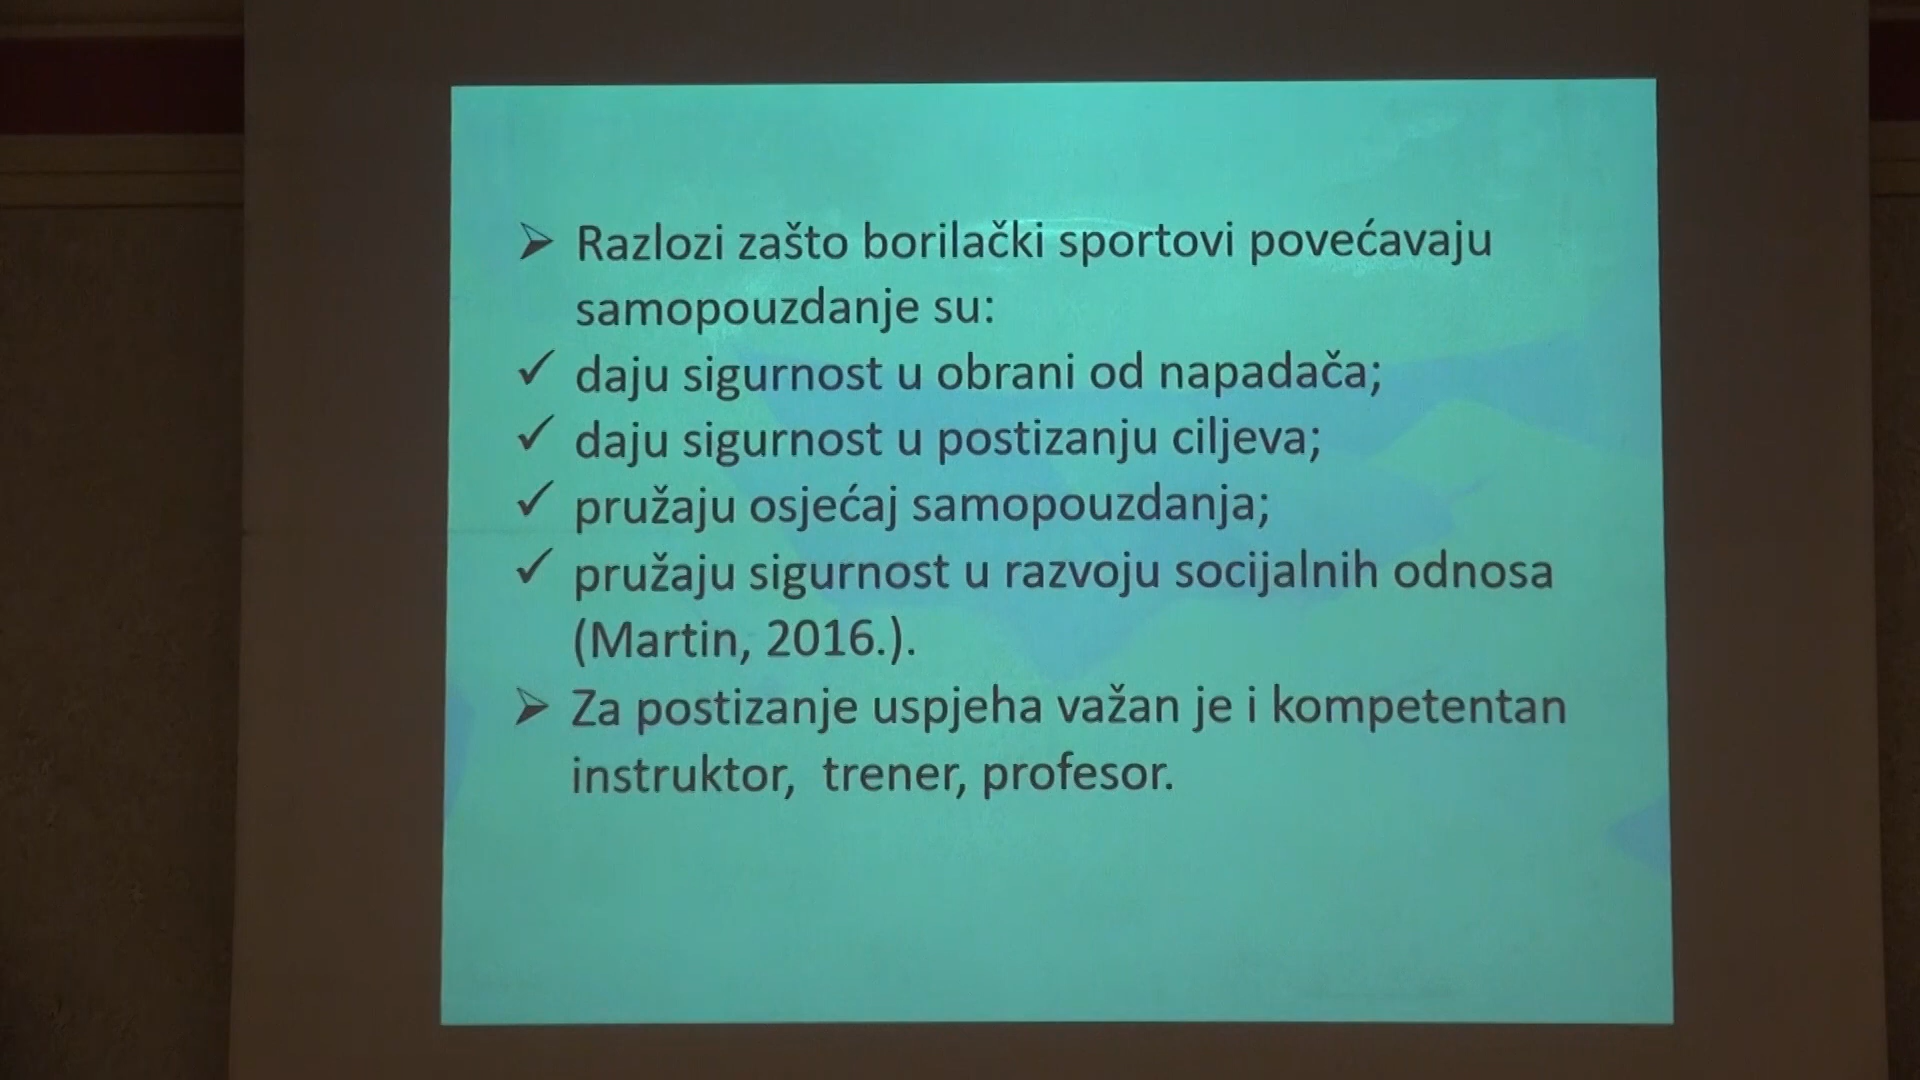 ➢ Razlozi zašto borilački sportovi povećavaju
samopouzdanje su:
✓ daju sigurnost u obrani od napadača;
✓ daju sigurnost u postizanju ciljeva;
✓ pružaju osjećaj samopouzdanja;
✓ pružaju sigurnost u razvoju socijalnih odnosa
(Martin, 2016.).
➢ Za postizanje uspjeha važan je i kompetentan
instruktor, trener, profesor.